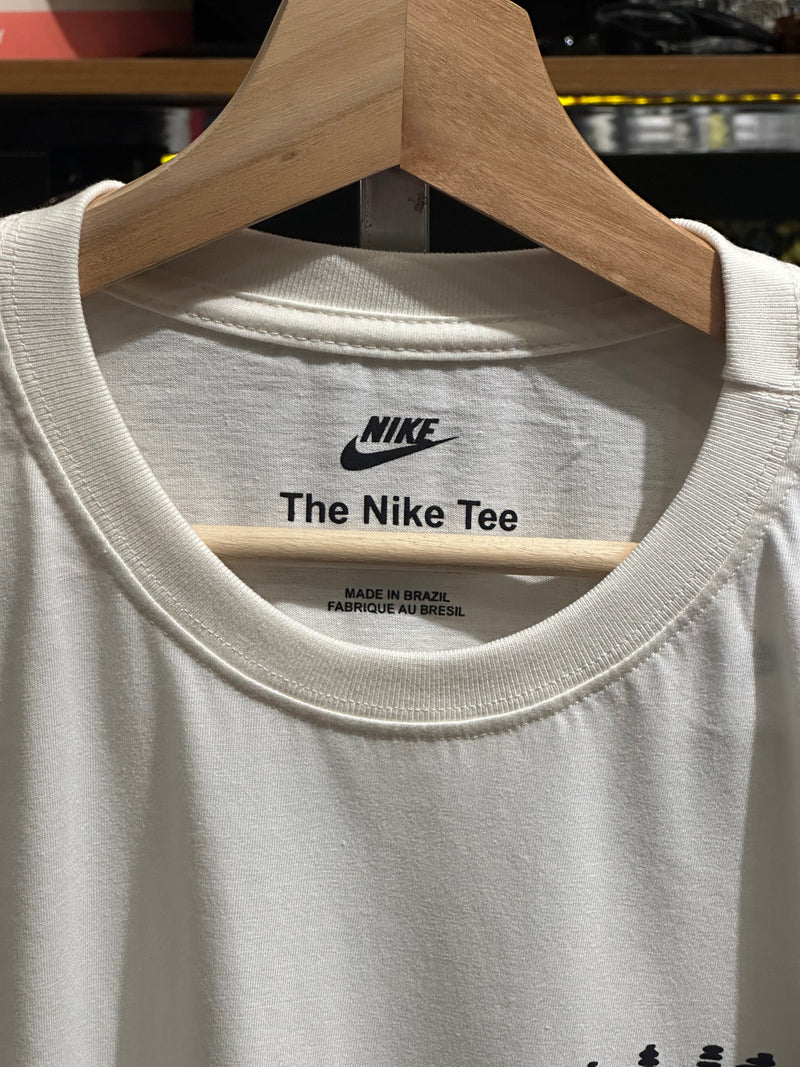 NIKE
The Nike Tee
MADE IN BRAZIL
FABRIQUE AU BRESIL